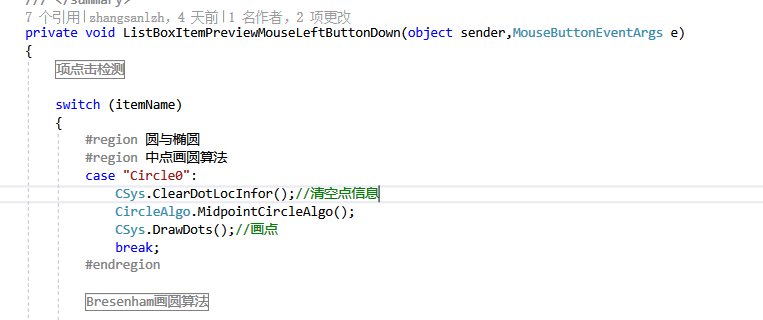 /// </summary>
7 个引用|zhangsanlzh，4 天前|1 名作者，2 项更改
private void ListBoxItemPreviewMouseLeftButtonDown(object sender,MouseButtonEventArgs e)
{
项点击检测
switch (itemName)
{
#region 圆与椭圆
#region 中点画圆算法
case "Circle0":
CSys.ClearDotLocInfor();//清空点信息
CircleAlgo.MidpointCircleAlgo();
CSys.DrawDots();//画点
break;
#endregion
Bresenham画圆算法